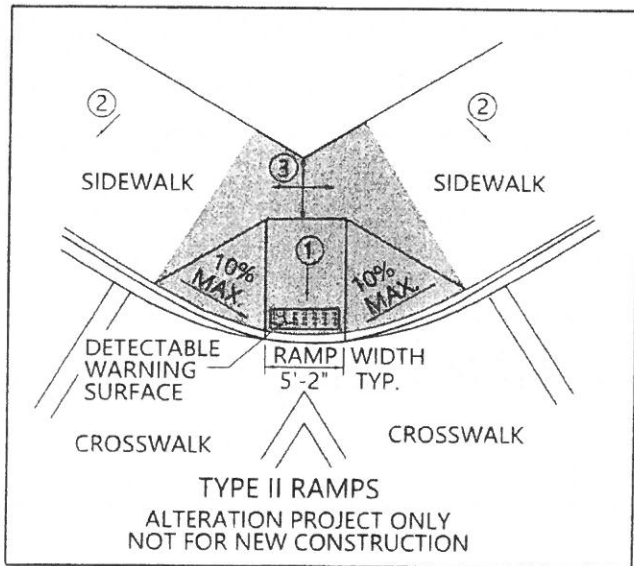 ②
②
③
SIDEWALK
SIDEWALK
①
10%
MAX.
10%
MAX.
DETECTABLE
WARNING
SURFACE
RAMP WIDTH
5'-2" TYP.
CROSSWALK
CROSSWALK
TYPE II RAMPS
ALTERATION PROJECT ONLY
NOT FOR NEW CONSTRUCTION